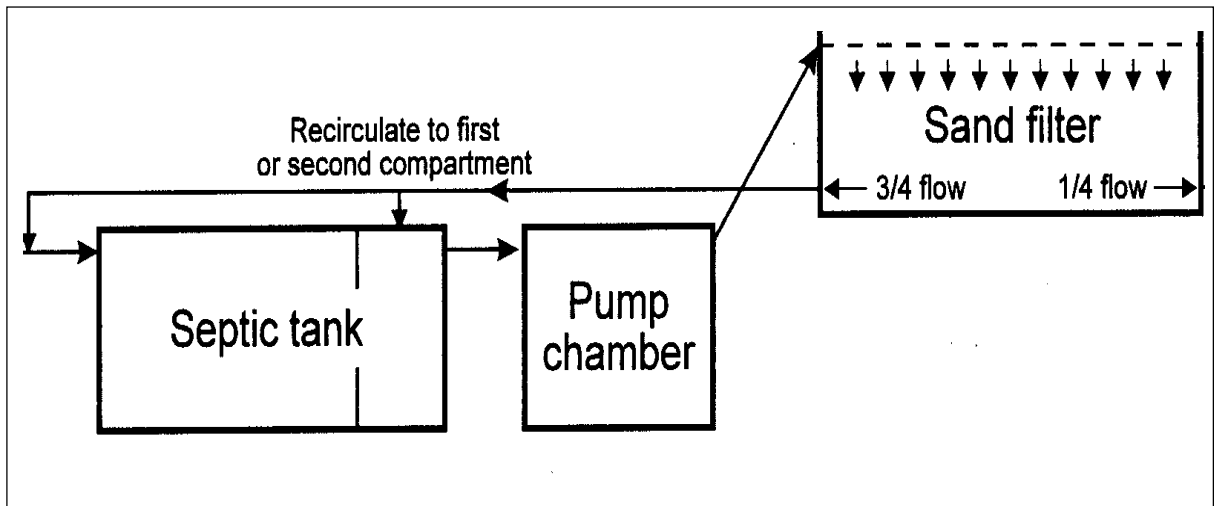 Recirculate to first
or second compartment
Sand filter
3/4 flow
1/4 flow
Septic tank
Pump
chamber